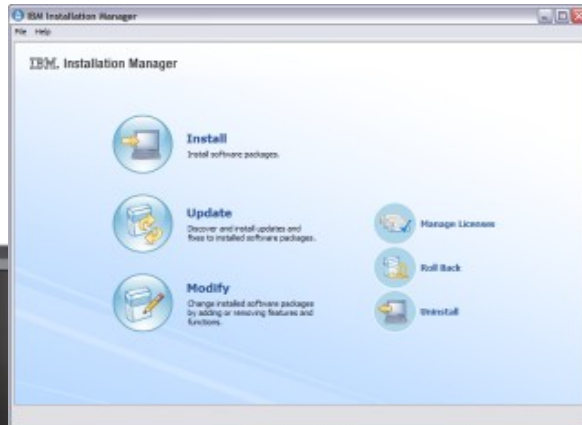 IBM Installation Manager
File Help
IBM. Installation Manager
Install
Install software packages.
Update
Discover and install updates and
fixes to installed software packages.
Modify
Change installed software packages
by adding or removing features and
functions.
Manage Licenses
Roll Back
Uninstall